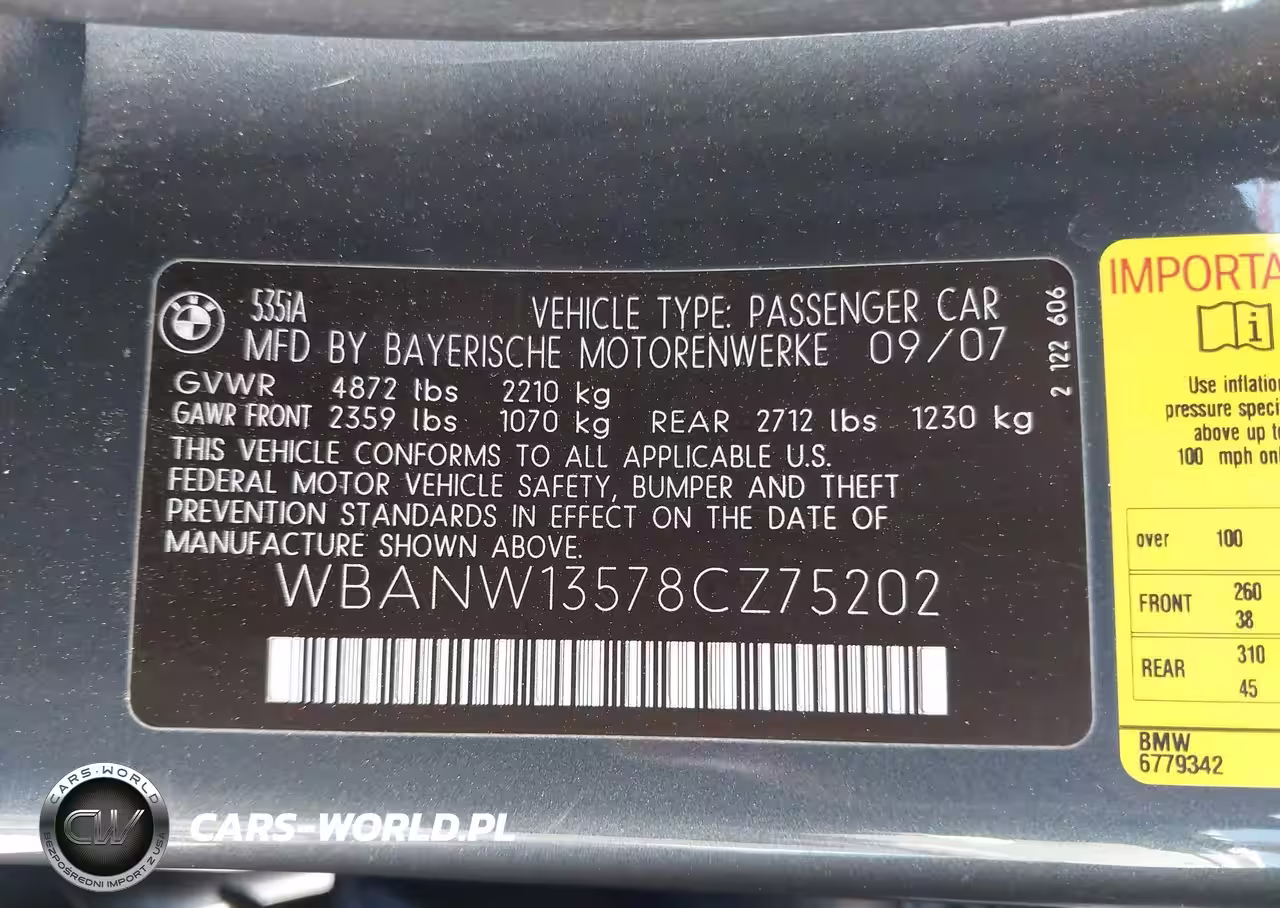 535iA
VEHICLE TYPE: PASSENGER CAR
MFD BY BAYERISCHE MOTORENWERKE 09/07
GVWR 4872 lbs 2210 kg
GAWR FRONT 2359 lbs 1070 kg REAR 2712 lbs 1230 kg
THIS VEHICLE CONFORMS TO ALL APPLICABLE U.S.
FEDERAL MOTOR VEHICLE SAFETY, BUMPER AND THEFT
PREVENTION STANDARDS IN EFFECT ON THE DATE OF
MANUFACTURE SHOWN ABOVE.
WBANW13578CZ75202
2 122 606
IMPORTA
i
Use inflatio
pressure speci
above up to
100 mph onl
over 100
FRONT 260
38
REAR 310
45
BMW
6779342
CARS-WORLD
CW
BEZPOŚREDNI IMPORT Z USA
CARS-WORLD.PL